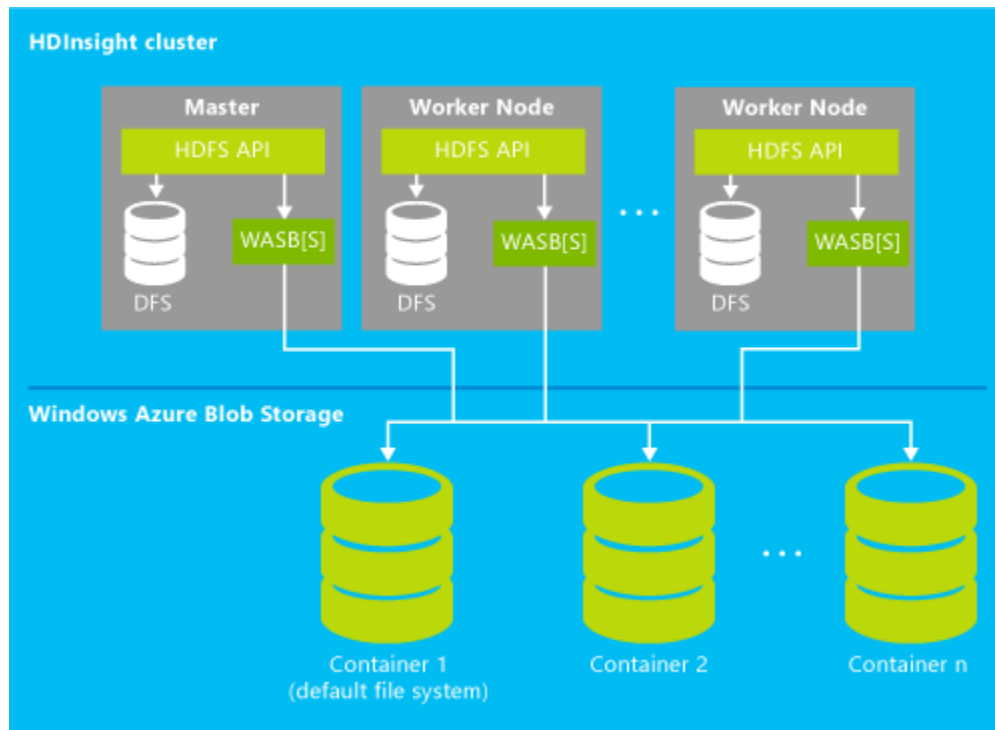 HDInsight cluster
Master
Worker Node
Worker Node
HDFS API
HDFS API
HDFS API
...
WASB[S]
WASB[S]
WASB[S]
DFS
DFS
DFS
Windows Azure Blob Storage
...
Container 1
(default file system)
Container 2
Container n